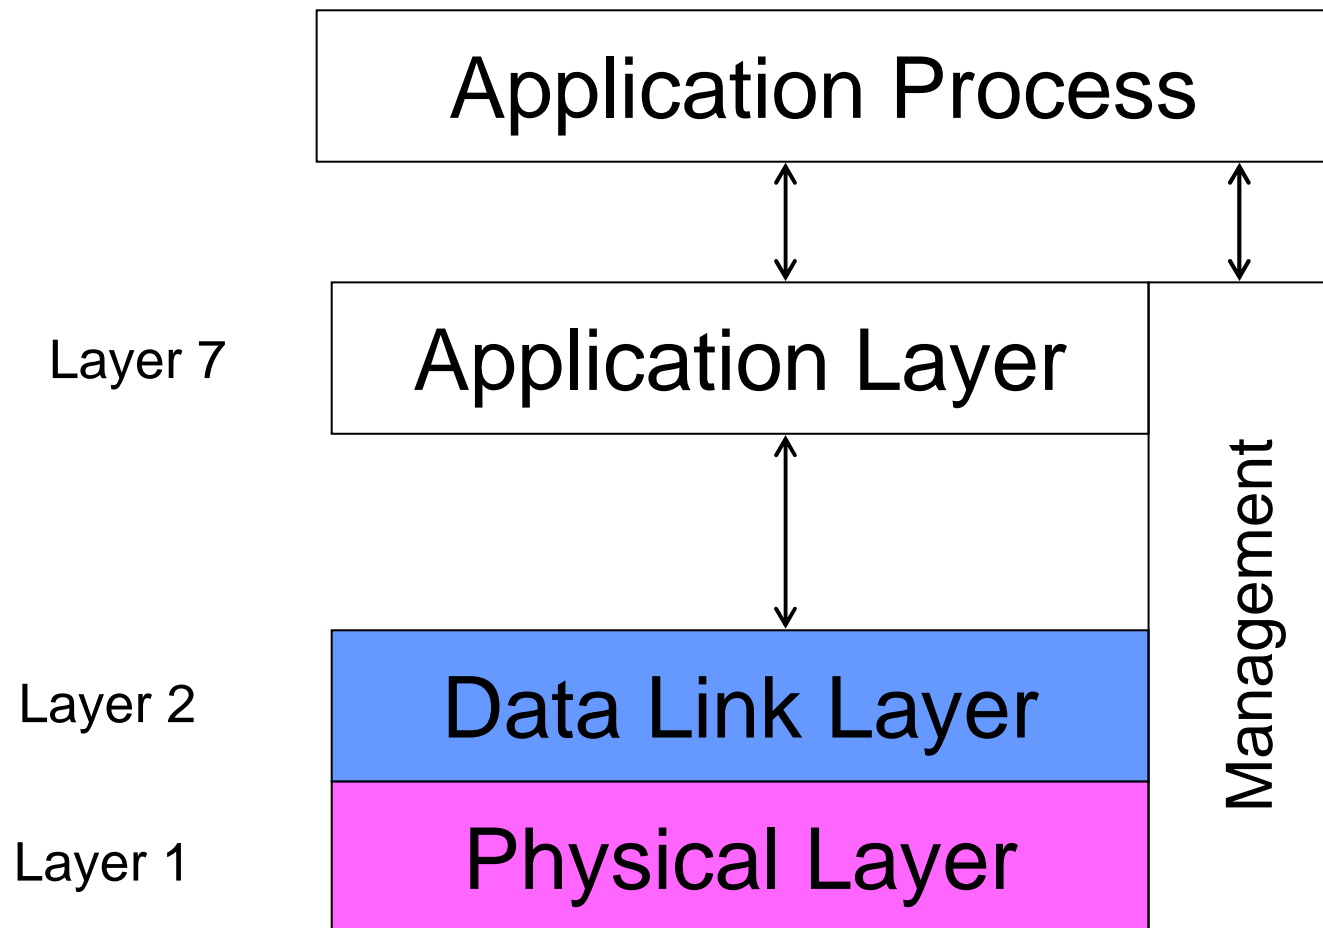 Application Process
Layer 7
Application Layer
Management
Layer 2
Data Link Layer
Layer 1
Physical Layer